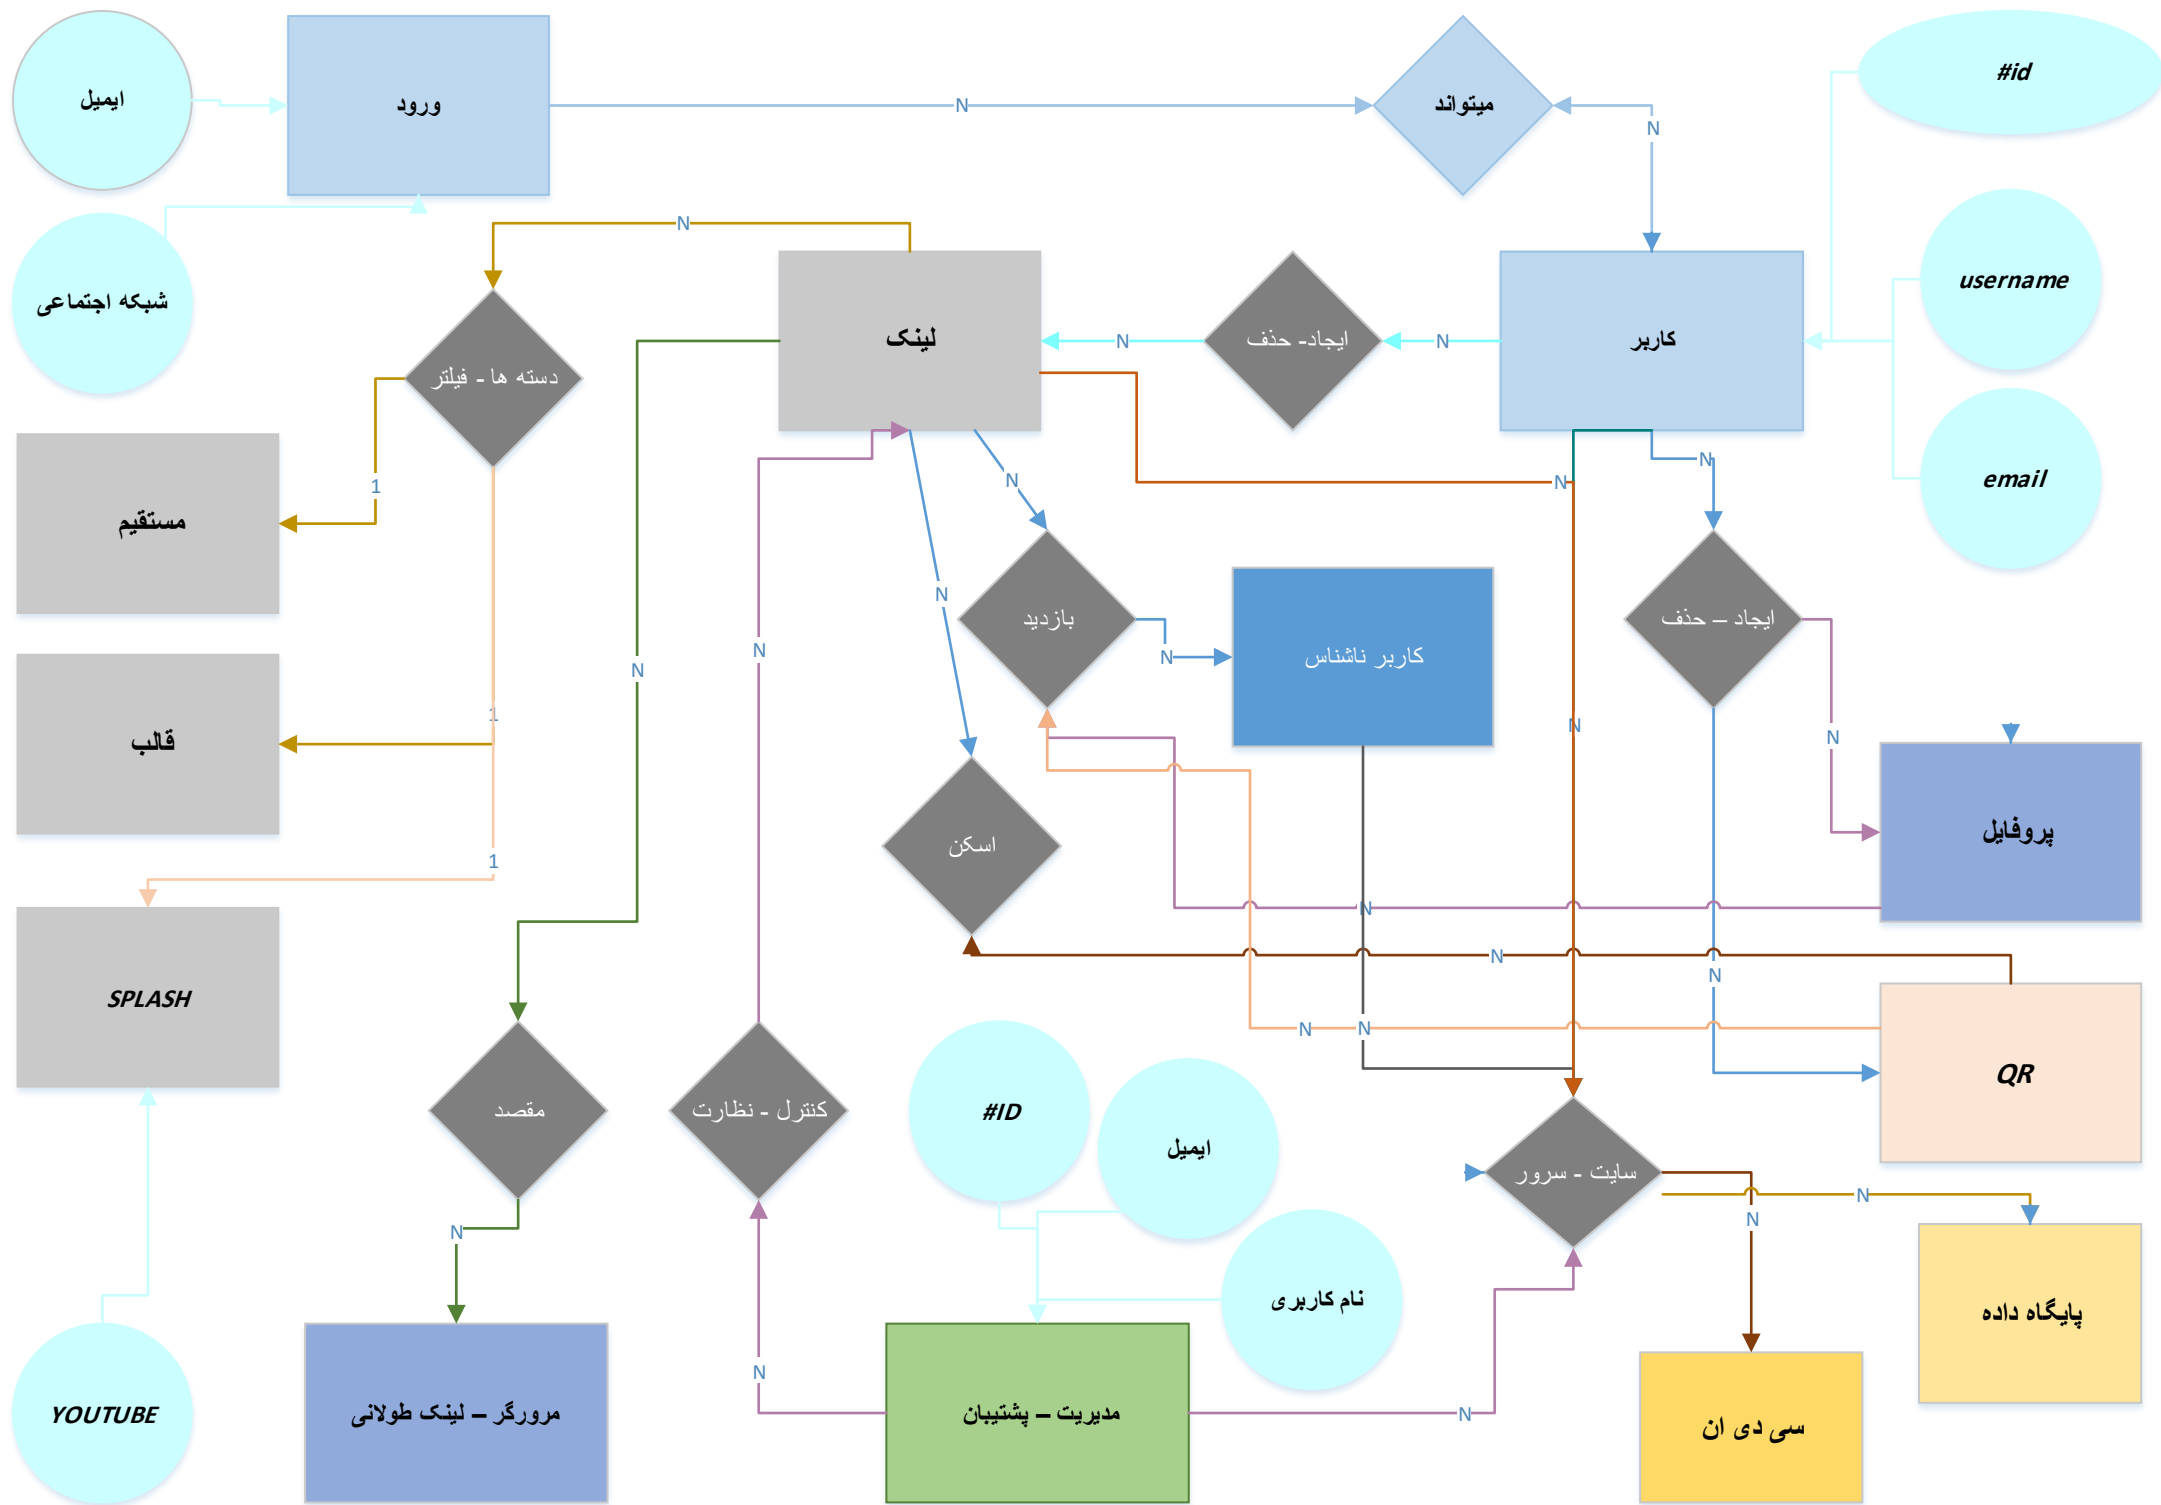 ایمیل
ورود
N
میتواند
N
#id
شبکه اجتماعی
N
لینک
N
ایجاد- حذف
N
کاربر
username
email
دسته ها - فیلتر
1
مستقیم
N
N
N
N
بازدید
N
کاربر ناشناس
ایجاد – حذف
N
N
N
N
قالب
1
N
پروفایل
اسکن
1
N
N
N
SPLASH
N
N
QR
مقصد
کنترل - نظارت
#ID
ایمیل
سایت - سرور
N
N
N
نام کاربری
پایگاه داده
N
YOUTUBE
مرورگر – لینک طولانی
مدیریت – پشتیبان
N
سی دی ان